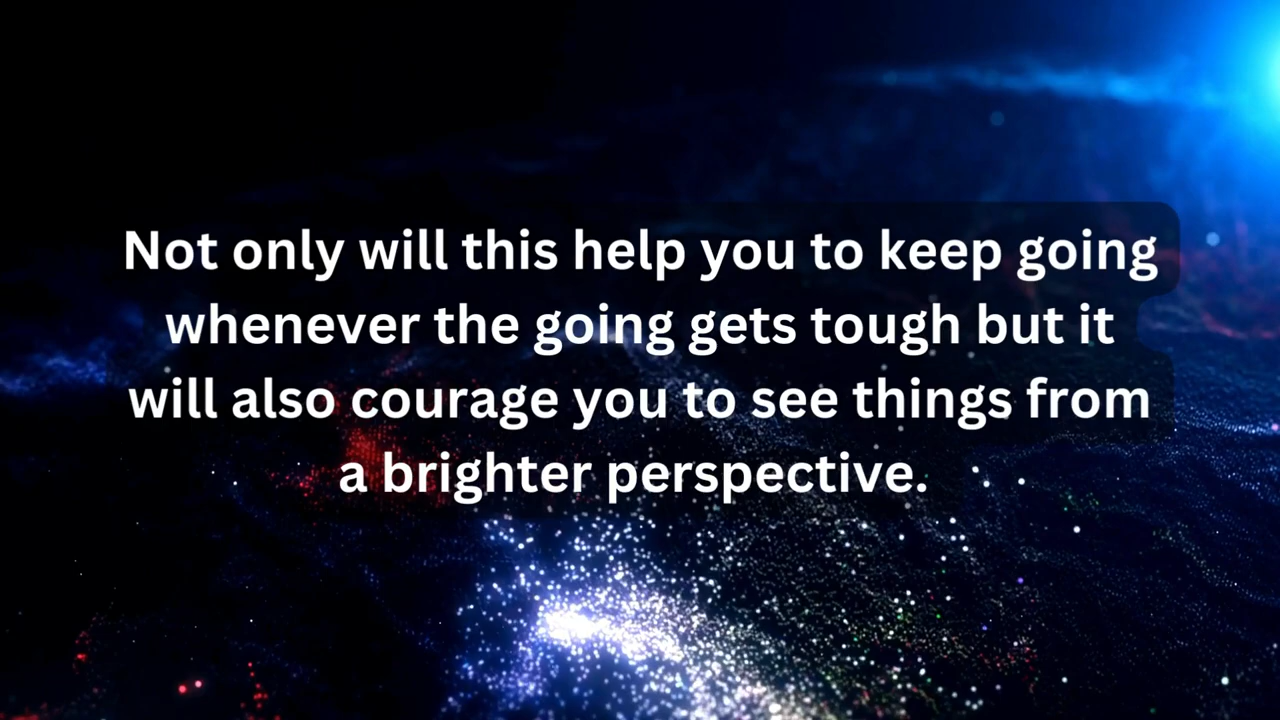 Not only will this help you to keep going
whenever the going gets tough but it
will also courage you to see things from
a brighter perspective.